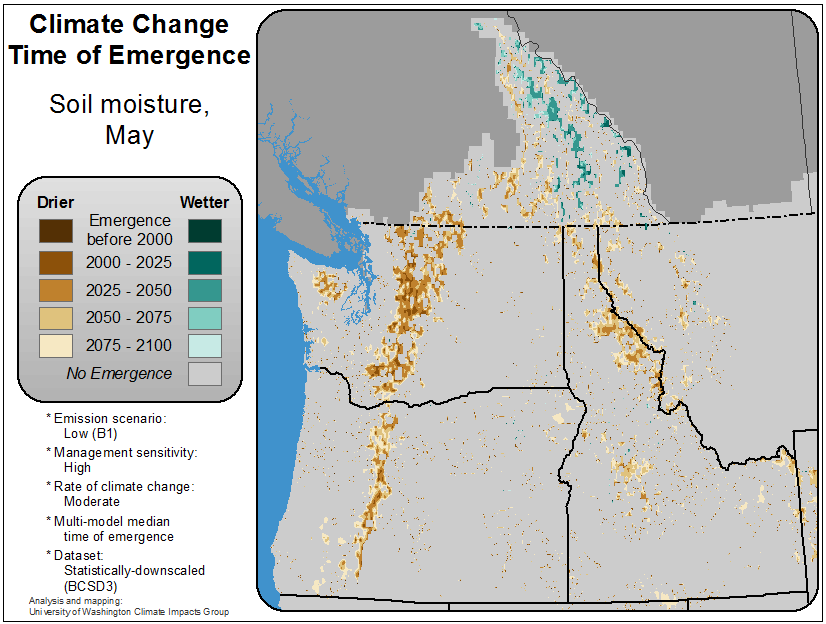 Climate Change
Time of Emergence
Soil moisture,
May
Drier Wetter
Emergence
before 2000
2000 - 2025
2025 - 2050
2050 - 2075
2075 - 2100
No Emergence
* Emission scenario:
Low (B1)
* Management sensitivity:
High
* Rate of climate change:
Moderate
* Multi-model median
time of emergence
* Dataset:
Statistically-downscaled
(BCSD3)
Analysis and mapping:
University of Washington Climate Impacts Group